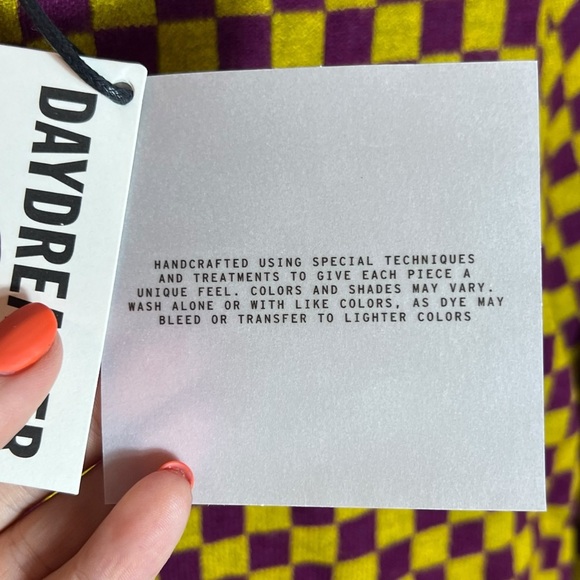 DAYDREAMER
HANDCRAFTED USING SPECIAL TECHNIQUES
AND TREATMENTS TO GIVE EACH PIECE A
UNIQUE FEEL. COLORS AND SHADES MAY VARY.
WASH ALONE OR WITH LIKE COLORS, AS DYE MAY
BLEED OR TRANSFER TO LIGHTER COLORS